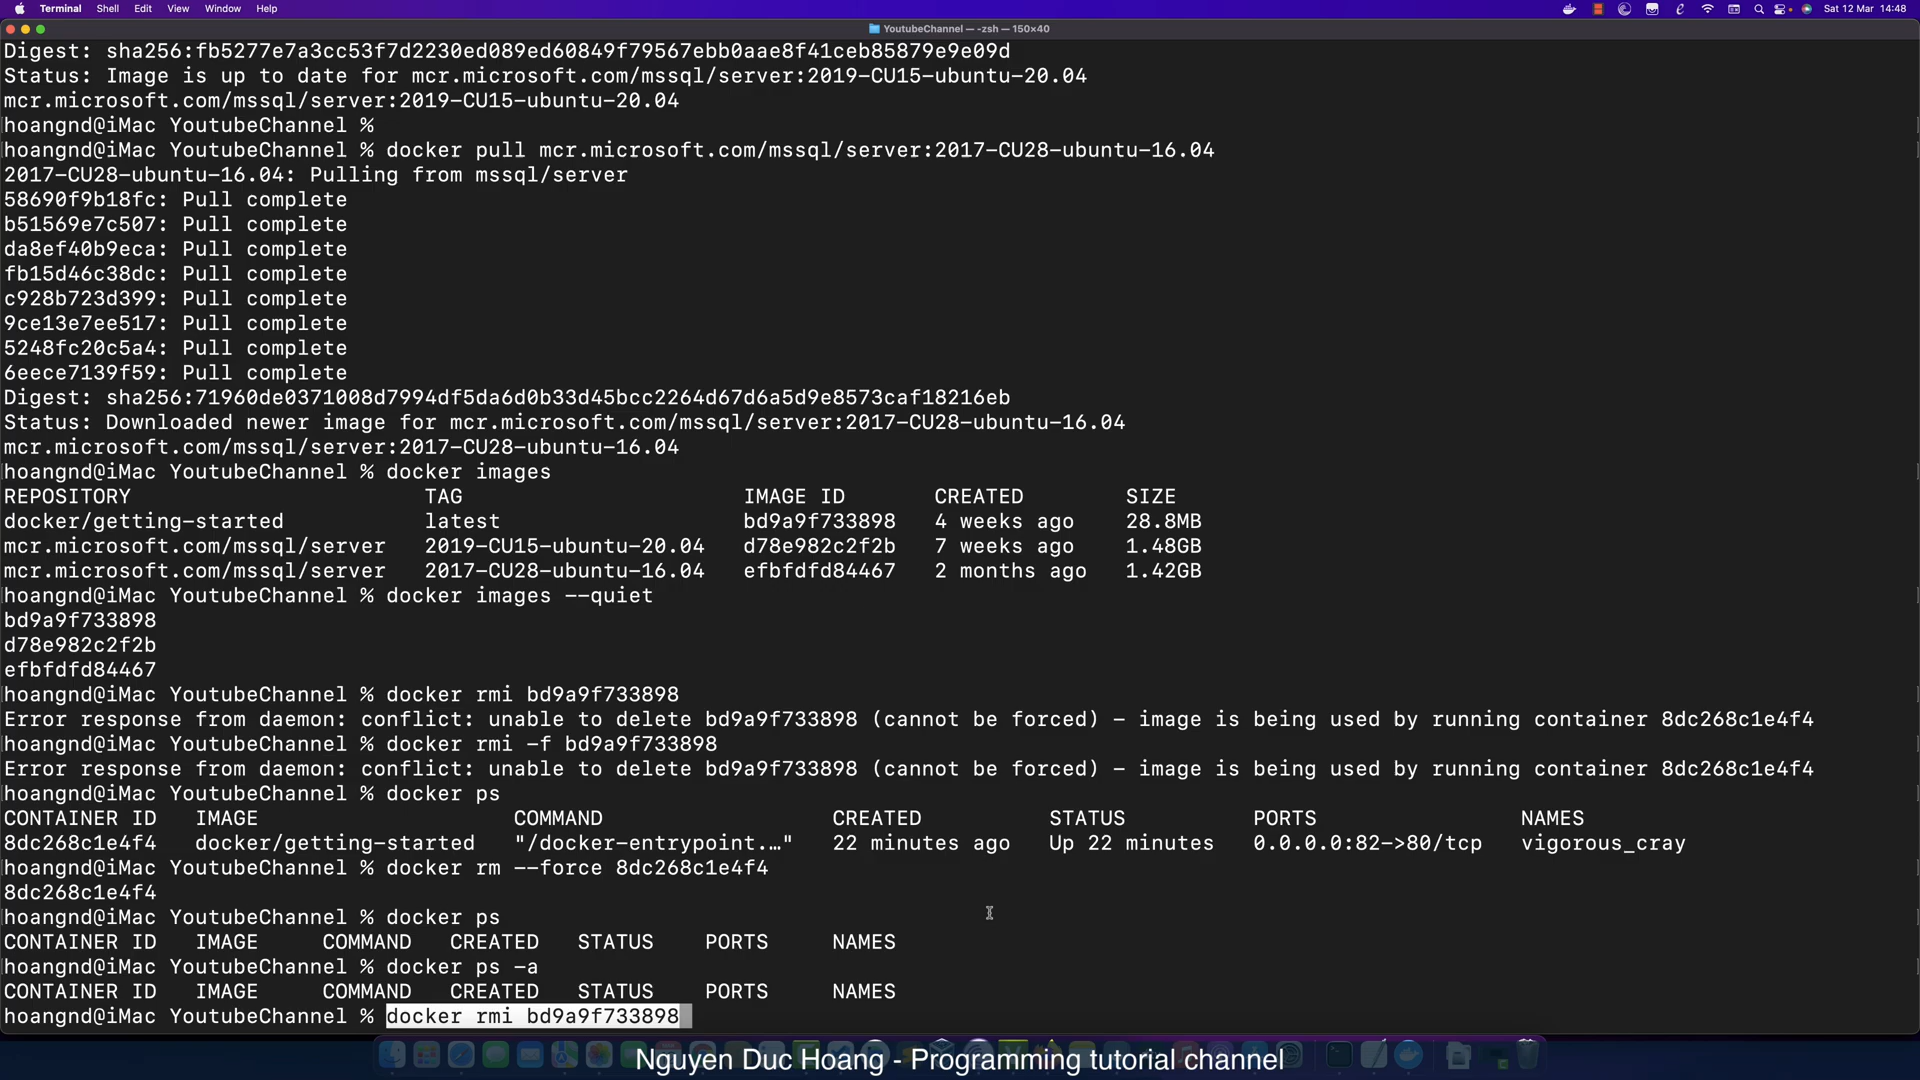 Terminal Shell Edit View Window Help Sat 12 Mar 14:48
YoutubeChannel — -zsh — 150×40
Digest: sha256:fb5277e7a3cc53f7d2230ed089ed60849f79567ebb0aae8f41ceb85879e9e09d
Status: Image is up to date for mcr.microsoft.com/mssql/server:2019-CU15-ubuntu-20.04
mcr.microsoft.com/mssql/server:2019-CU15-ubuntu-20.04
hoangnd@iMac YoutubeChannel %
hoangnd@iMac YoutubeChannel % docker pull mcr.microsoft.com/mssql/server:2017-CU28-ubuntu-16.04
2017-CU28-ubuntu-16.04: Pulling from mssql/server
58690f9b18fc: Pull complete
b51569e7c507: Pull complete
da8ef40b9eca: Pull complete
fb15d46c38dc: Pull complete
c928b723d399: Pull complete
9ce13e7ee517: Pull complete
5248fc20c5a4: Pull complete
6eece7139f59: Pull complete
Digest: sha256:71960de0371008d7994df5da6d0b33d45bcc2264d67d6a5d9e8573caf18216eb
Status: Downloaded newer image for mcr.microsoft.com/mssql/server:2017-CU28-ubuntu-16.04
mcr.microsoft.com/mssql/server:2017-CU28-ubuntu-16.04
hoangnd@iMac YoutubeChannel % docker images
REPOSITORY TAG IMAGE ID CREATED SIZE
docker/getting-started latest bd9a9f733898 4 weeks ago 28.8MB
mcr.microsoft.com/mssql/server 2019-CU15-ubuntu-20.04 d78e982c2f2b 7 weeks ago 1.48GB
mcr.microsoft.com/mssql/server 2017-CU28-ubuntu-16.04 efbfdfd84467 2 months ago 1.42GB
hoangnd@iMac YoutubeChannel % docker images --quiet
bd9a9f733898
d78e982c2f2b
efbfdfd84467
hoangnd@iMac YoutubeChannel % docker rmi bd9a9f733898
Error response from daemon: conflict: unable to delete bd9a9f733898 (cannot be forced) - image is being used by running container 8dc268c1e4f4
hoangnd@iMac YoutubeChannel % docker rmi -f bd9a9f733898
Error response from daemon: conflict: unable to delete bd9a9f733898 (cannot be forced) - image is being used by running container 8dc268c1e4f4
hoangnd@iMac YoutubeChannel % docker ps
CONTAINER ID IMAGE COMMAND CREATED STATUS PORTS NAMES
8dc268c1e4f4 docker/getting-started "/docker-entrypoint.…" 22 minutes ago Up 22 minutes 0.0.0.0:82->80/tcp vigorous_cray
hoangnd@iMac YoutubeChannel % docker rm --force 8dc268c1e4f4
8dc268c1e4f4
hoangnd@iMac YoutubeChannel % docker ps
CONTAINER ID IMAGE COMMAND CREATED STATUS PORTS NAMES
hoangnd@iMac YoutubeChannel % docker ps -a
CONTAINER ID IMAGE COMMAND CREATED STATUS PORTS NAMES
hoangnd@iMac YoutubeChannel % docker rmi bd9a9f733898
Nguyen Duc Hoang - Programming tutorial channel